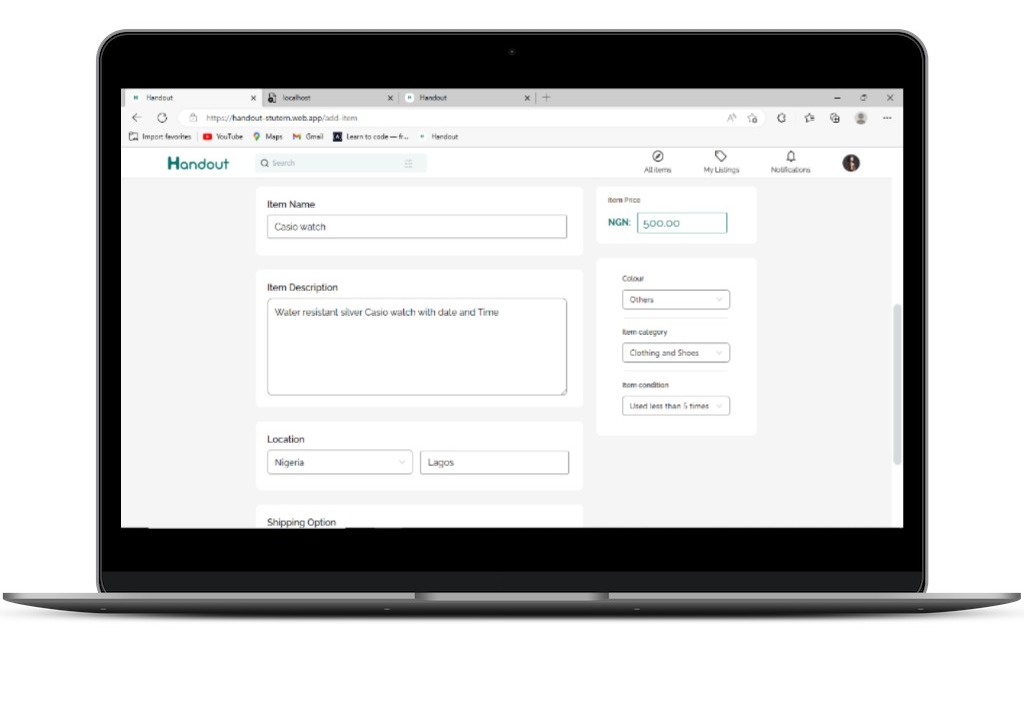 Handout
localhost
Handout
https://handout-stutern.web.app/add-item
Import favorites YouTube Maps Gmail Learn to code — fr... Handout
Handout
Search
All items My Listings Notifications
Item Name
Casio watch
Item Price
NGN: 500.00
Item Description
Water resistant silver Casio watch with date and Time
Colour
Others
Item category
Clothing and Shoes
Item condition
Used less than 5 times
Location
Nigeria Lagos
Shipping Option